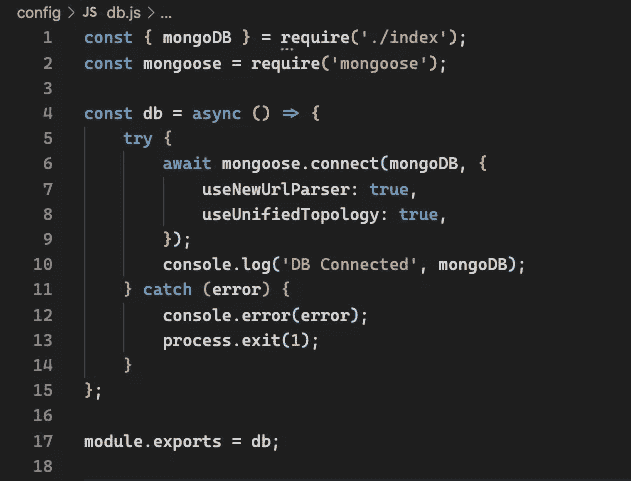 config > JS db.js > ...
1 const { mongoDB } = require('./index');
2 const mongoose = require('mongoose');
3
4 const db = async () => {
5     try {
6         await mongoose.connect(mongoDB, {
7             useNewUrlParser: true,
8             useUnifiedTopology: true,
9         });
10         console.log('DB Connected', mongoDB);
11     } catch (error) {
12         console.error(error);
13         process.exit(1);
14     }
15 };
16
17 module.exports = db;
18